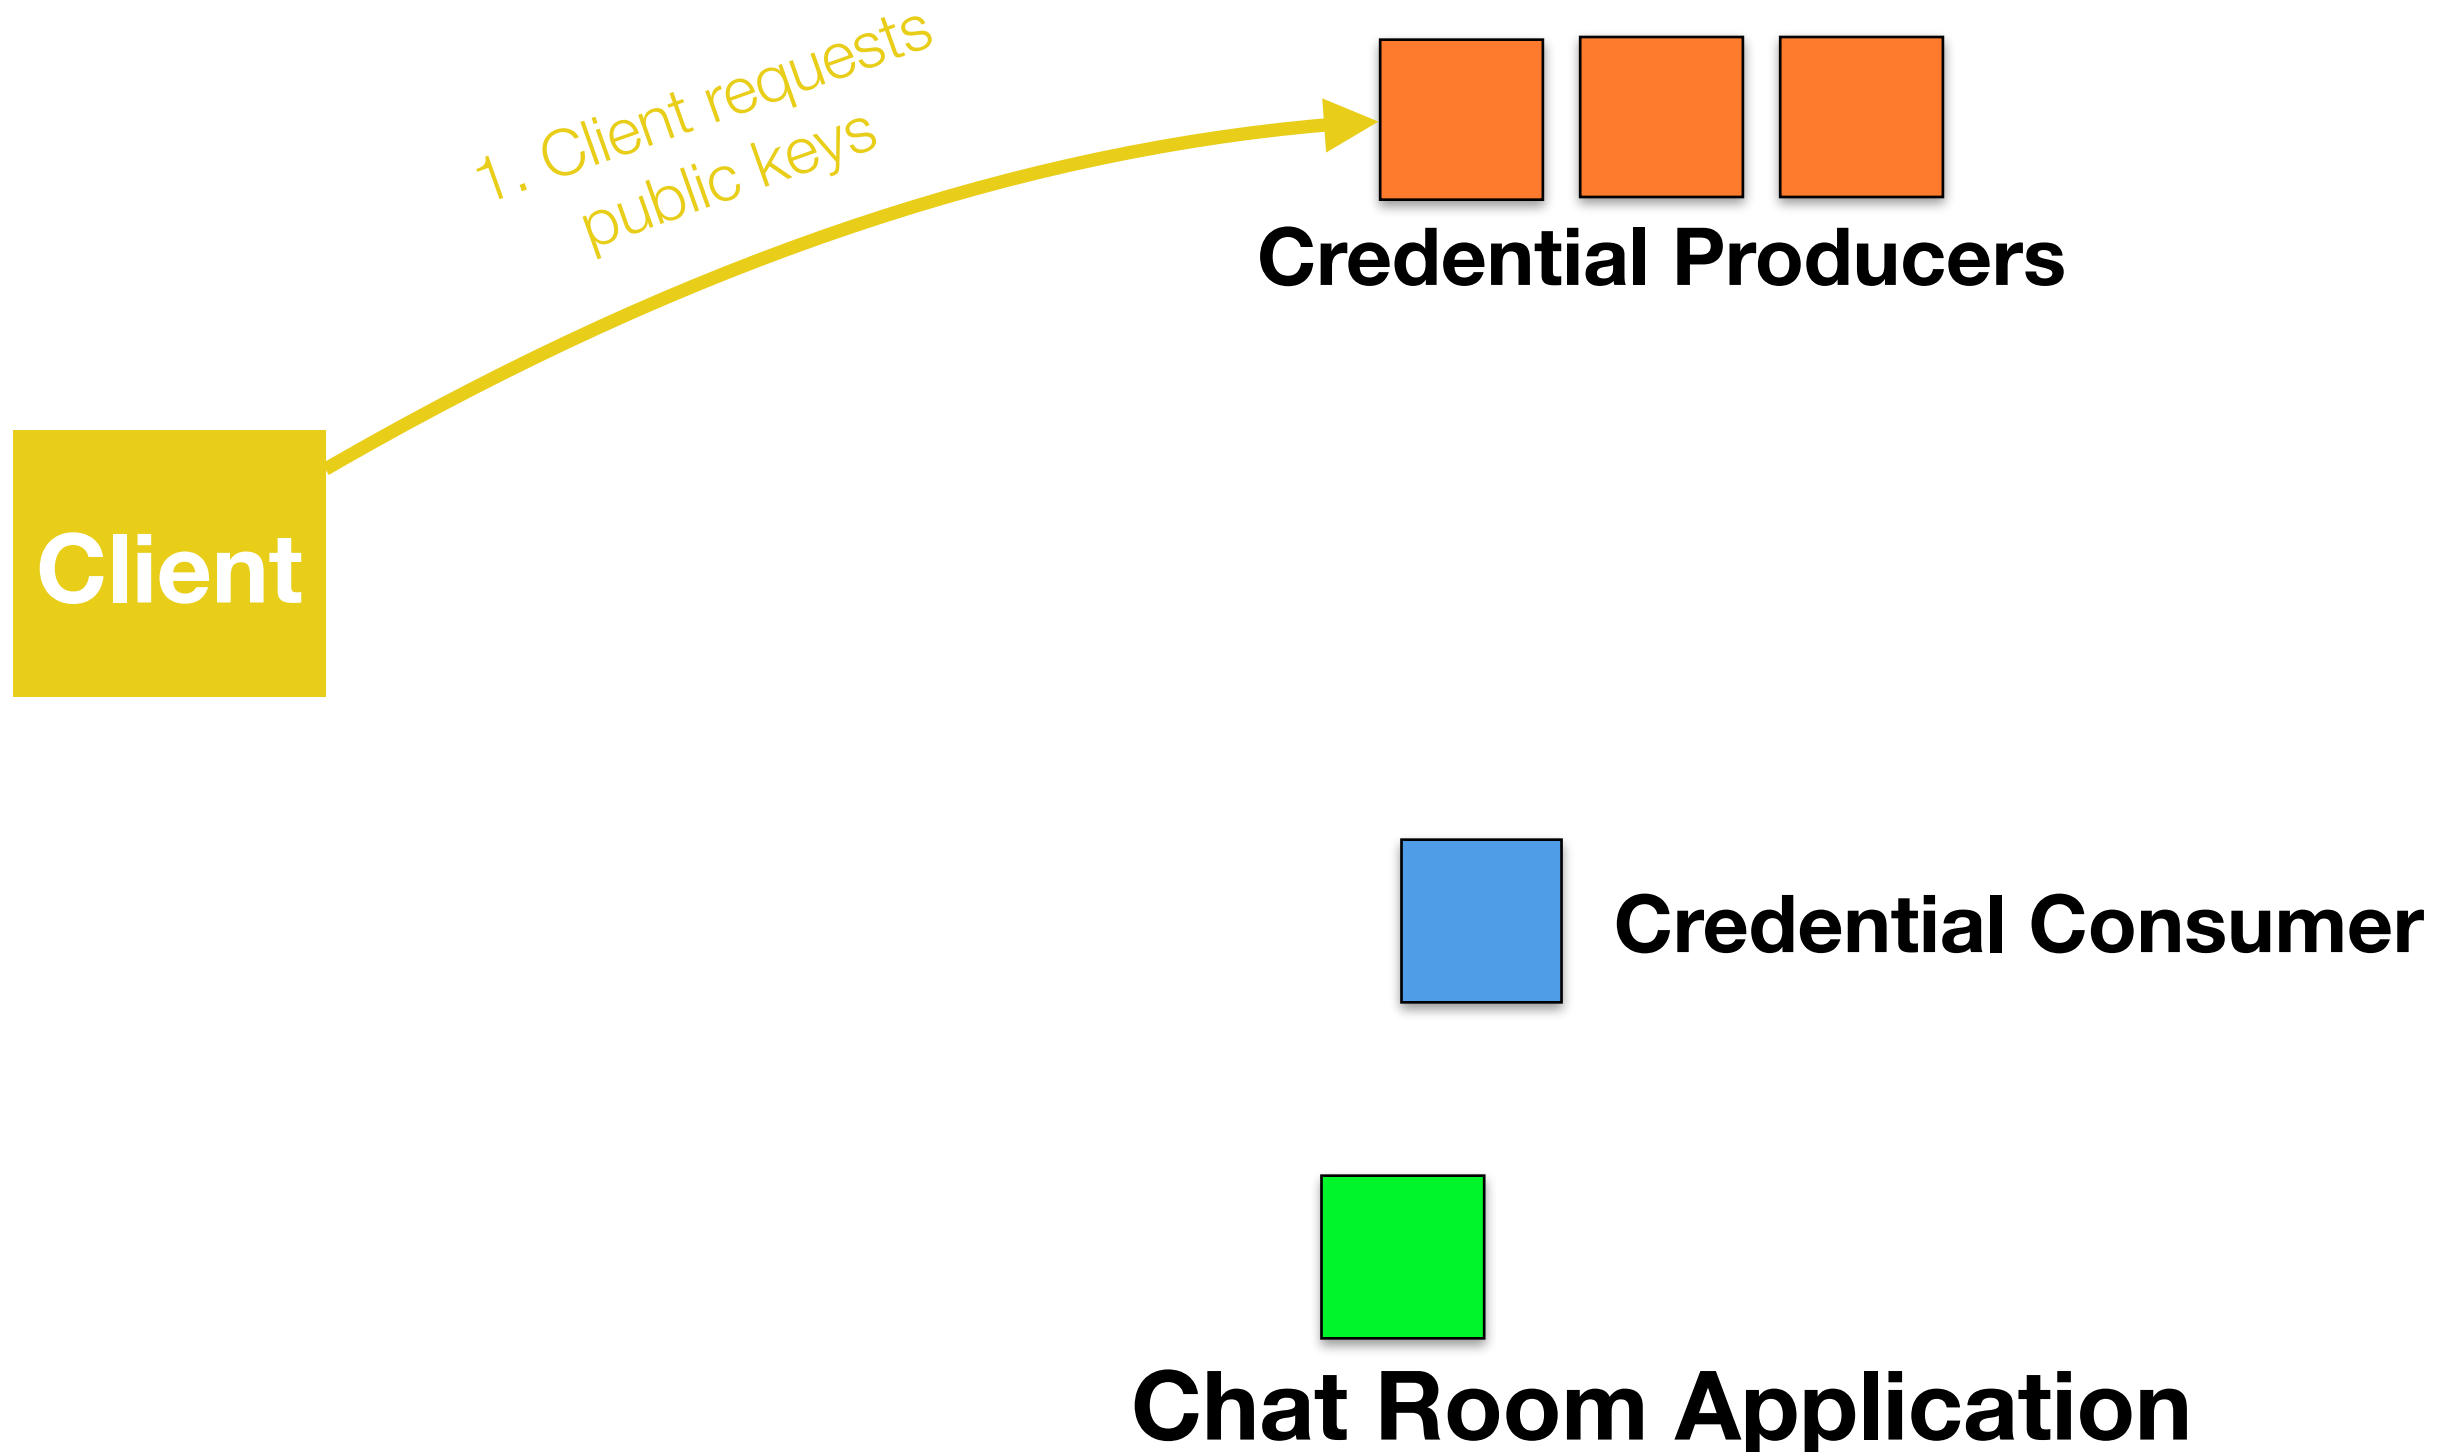 1. Client requests
public keys
Credential Producers
Client
Credential Consumer
Chat Room Application